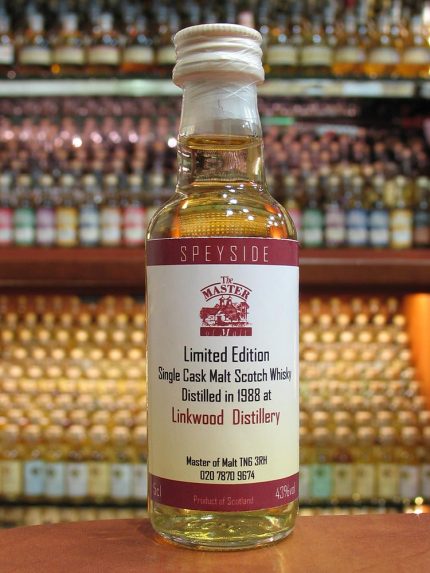 SPEYSIDE
The
MASTER
of Malt
Limited Edition
Single Cask Malt Scotch Whisky
Distilled in 1988 at
Linkwood Distillery
Master of Malt TN6 3RH
020 7870 9674
5cl 43%vol
Product of Scotland